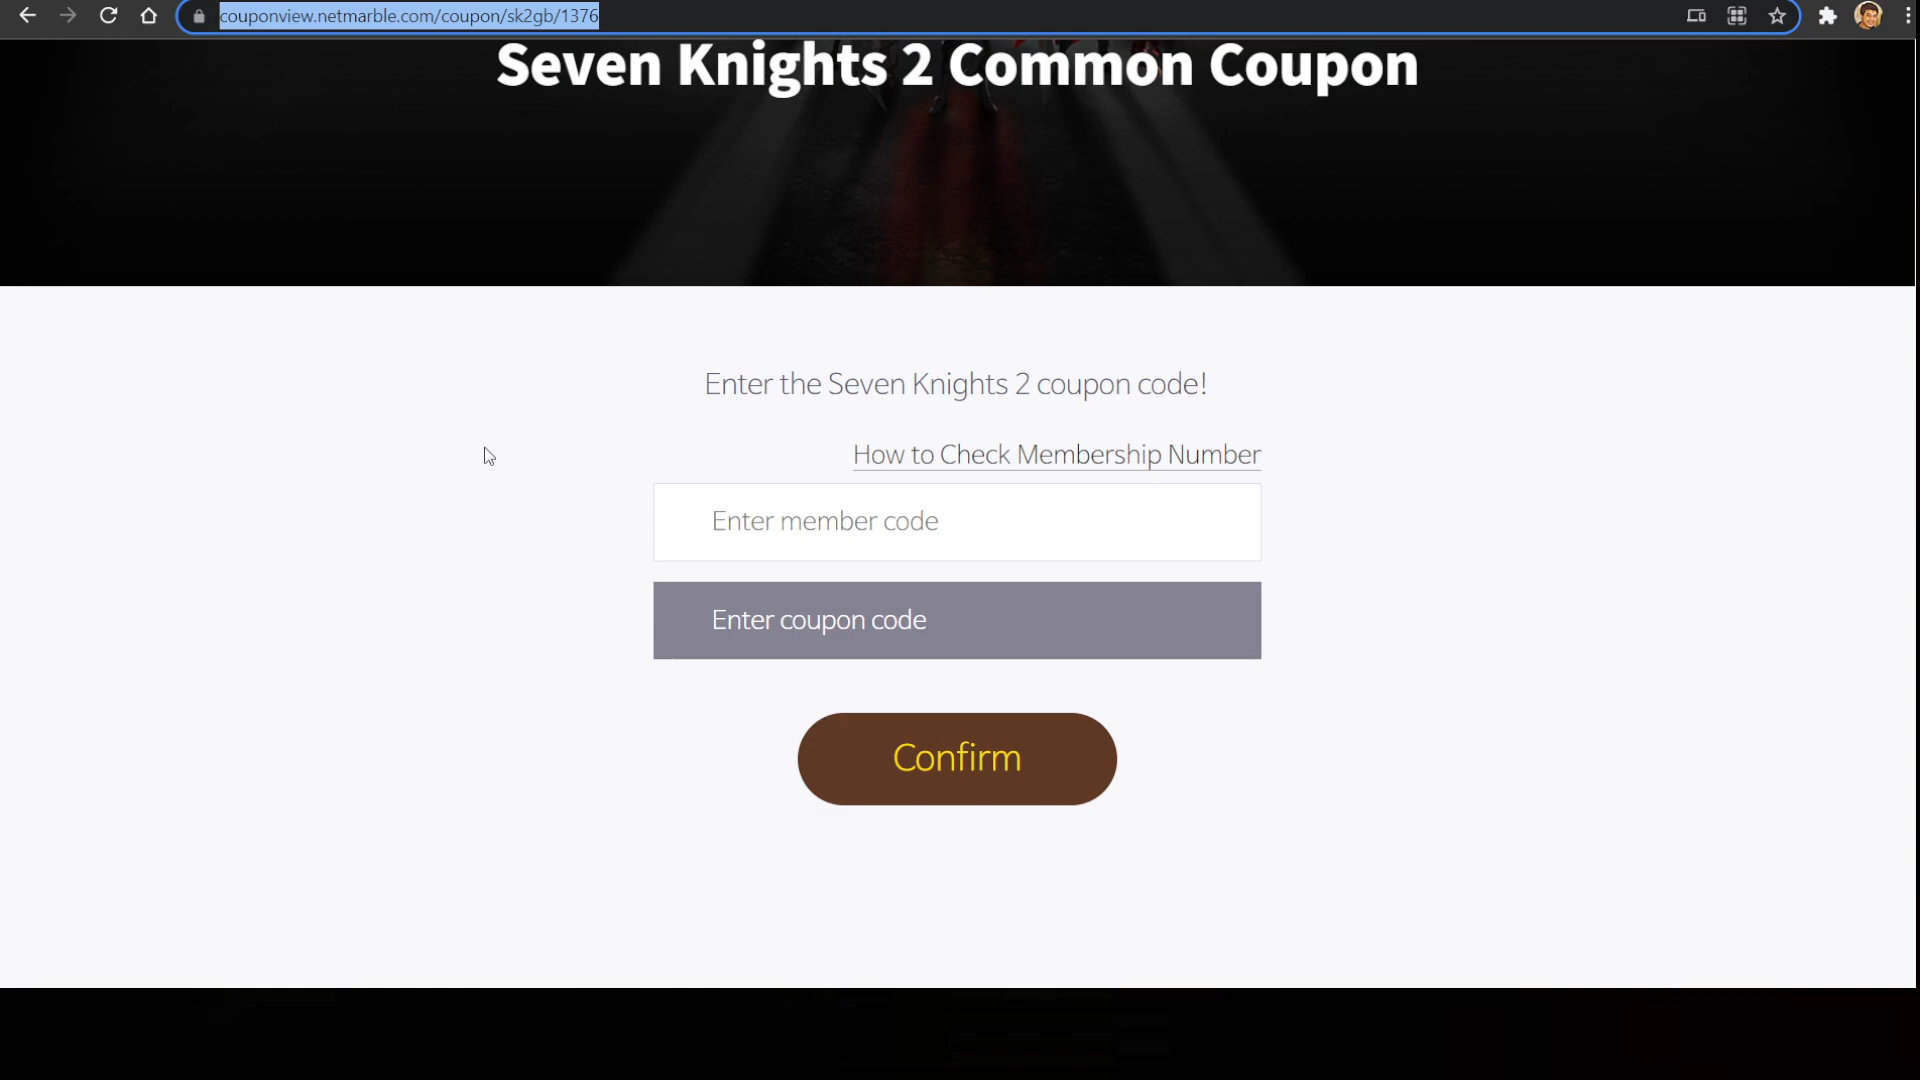 couponview.netmarble.com/coupon/sk2gb/1376
Seven Knights 2 Common Coupon
Enter the Seven Knights 2 coupon code!
How to Check Membership Number
Enter member code
Enter coupon code
Confirm